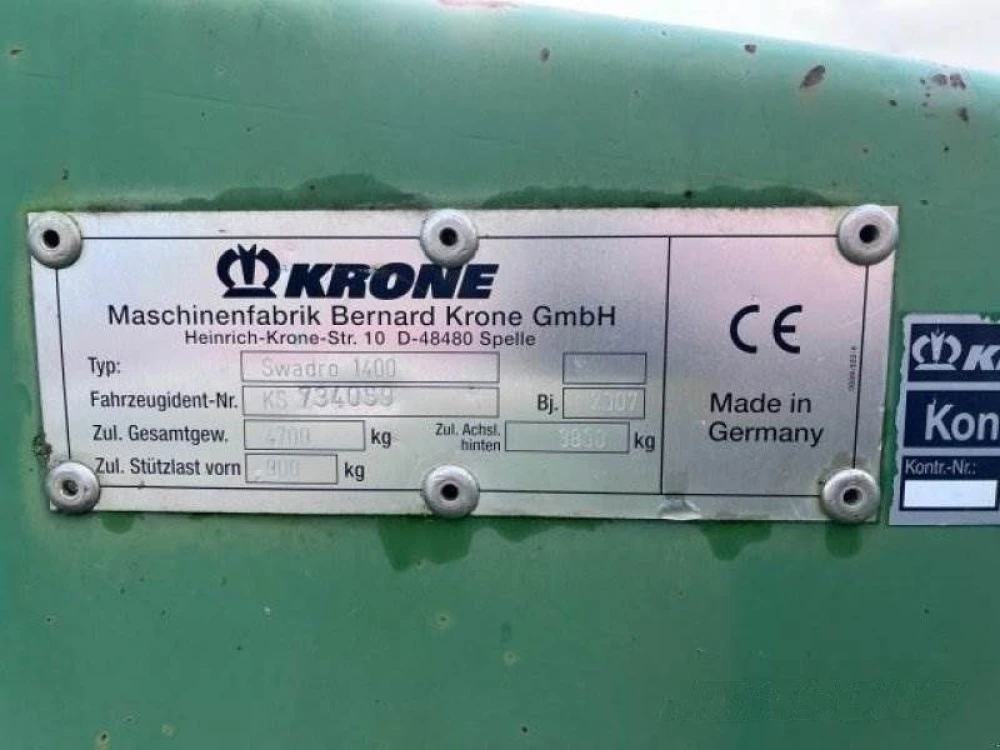 KRONE
Maschinenfabrik Bernard Krone GmbH
Heinrich-Krone-Str. 10 D-48480 Spelle
Typ: Swadro 1400
Fahrzeugident-Nr. KS 734059 Bj. 2007
Zul. Gesamtgew. 4700 kg Zul. Achsl. hinten 3800 kg
Zul. Stützlast vorn 900 kg
CE
Made in
Germany
Kon
Kontr.-Nr.: